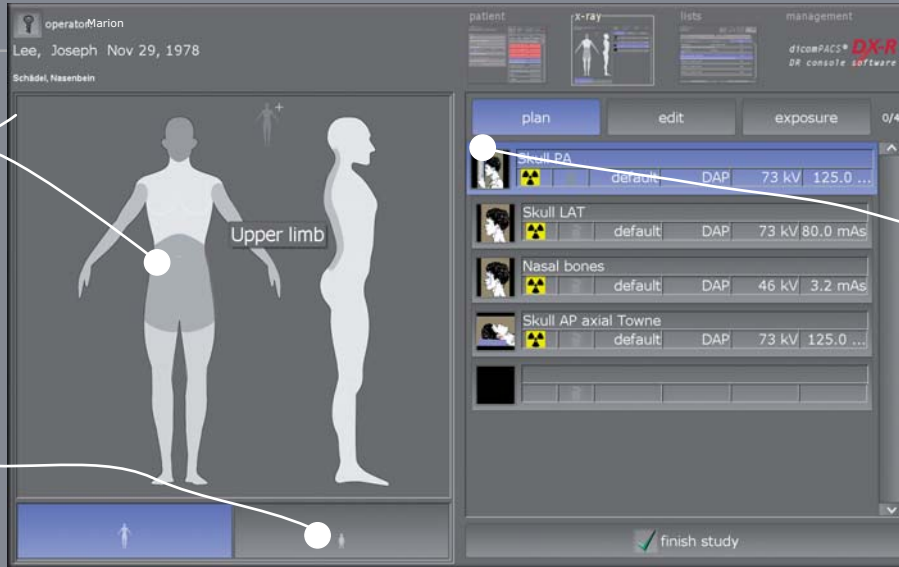 operatorMarion
Lee, Joseph Nov 29, 1978
Schädel, Nasenbein
Upper limb
patient
x-ray
lists
management
dicomPACS® DX-R
DR console software
plan
edit
exposure
0/4
Skull PA
default DAP 73 kV 125.0 ...
Skull LAT
default DAP 73 kV 80.0 mAs
Nasal bones
default DAP 46 kV 3.2 mAs
Skull AP axial Towne
default DAP 73 kV 125.0 ...
finish study